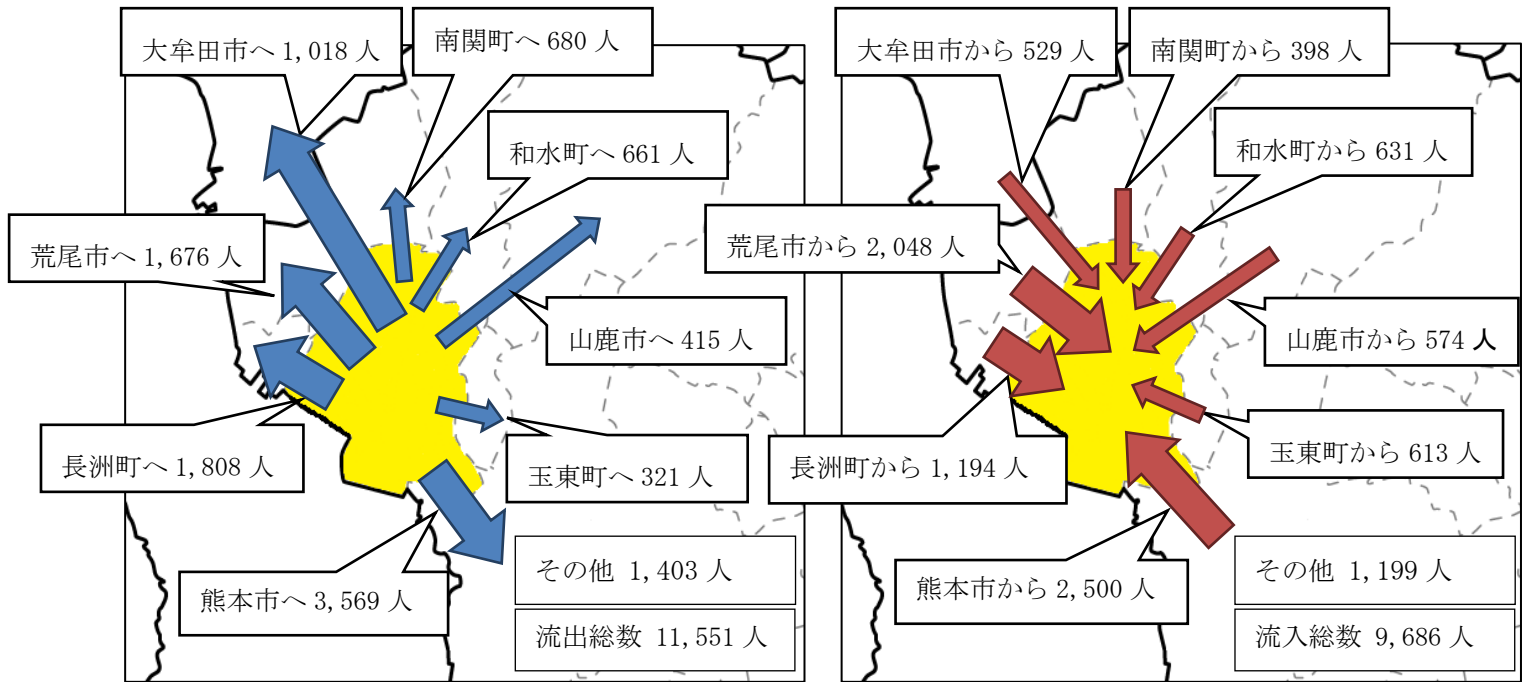 大牟田市へ 1,018 人
南関町へ 680 人
和水町へ 661 人
荒尾市へ 1,676 人
山鹿市へ 415 人
長洲町へ 1,808 人
玉東町へ 321 人
熊本市へ 3,569 人
その他 1,403 人
流出総数 11,551 人
大牟田市から 529 人
南関町から 398 人
和水町から 631 人
荒尾市から 2,048 人
山鹿市から 574 人
長洲町から 1,194 人
玉東町から 613 人
熊本市から 2,500 人
その他 1,199 人
流入総数 9,686 人